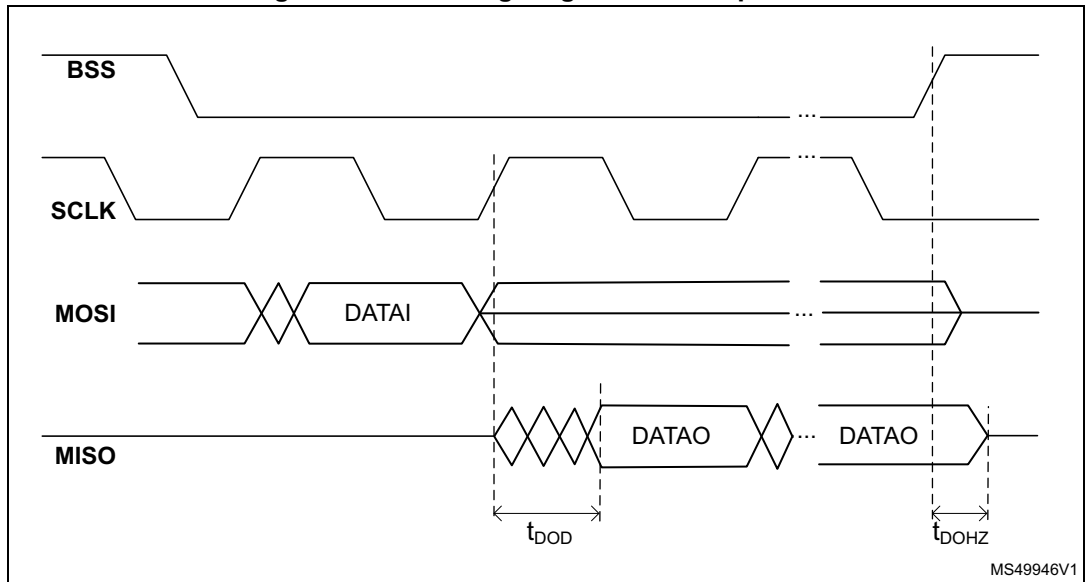 BSS
...
...
SCLK
MOSI
DATAI
...
MISO
DATAO
... DATAO
tDOD
tDOHZ
MS49946V1